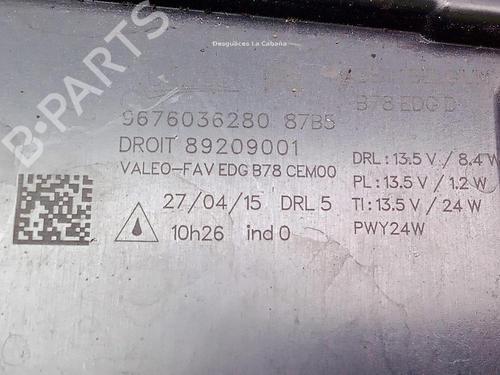 B-PARTS
Desguaces La Cabaña
B78 EDG D
9676036280 87B5
DROIT 89209001
VALEO-FAV EDG B78 CEM00
27/04/15 DRL 5
10h26 ind 0
DRL: 13.5 V / 8.4 W
PL: 13.5 V / 1.2 W
TI: 13.5 V / 24 W
PWY24W